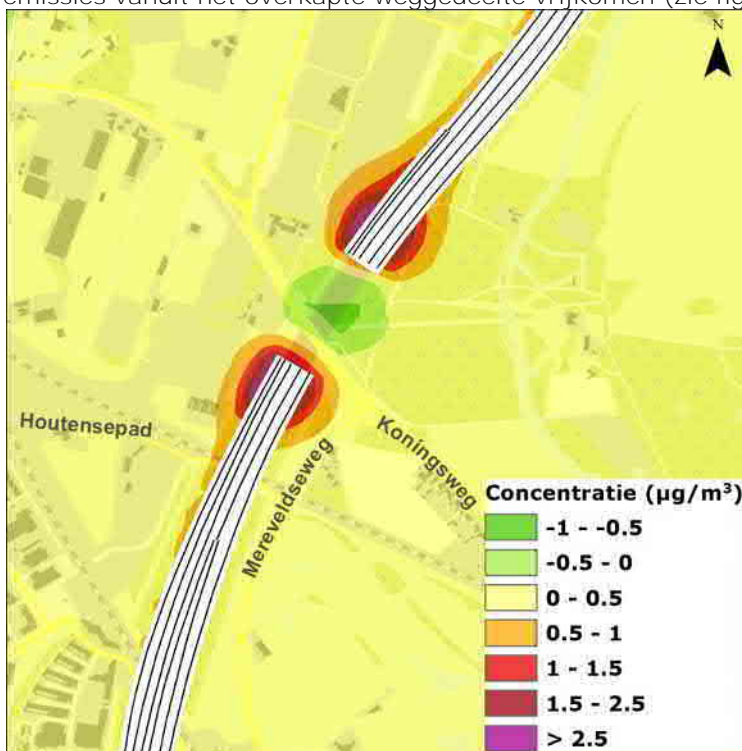 emissies vanuit het overkapte weggedeelte vrijkomen (zie fig
N
Houtensepad
Koningsweg
Mereveldseweg
Concentratie (µg/m³)
-1 - -0.5
-0.5 - 0
0 - 0.5
0.5 - 1
1 - 1.5
1.5 - 2.5
> 2.5